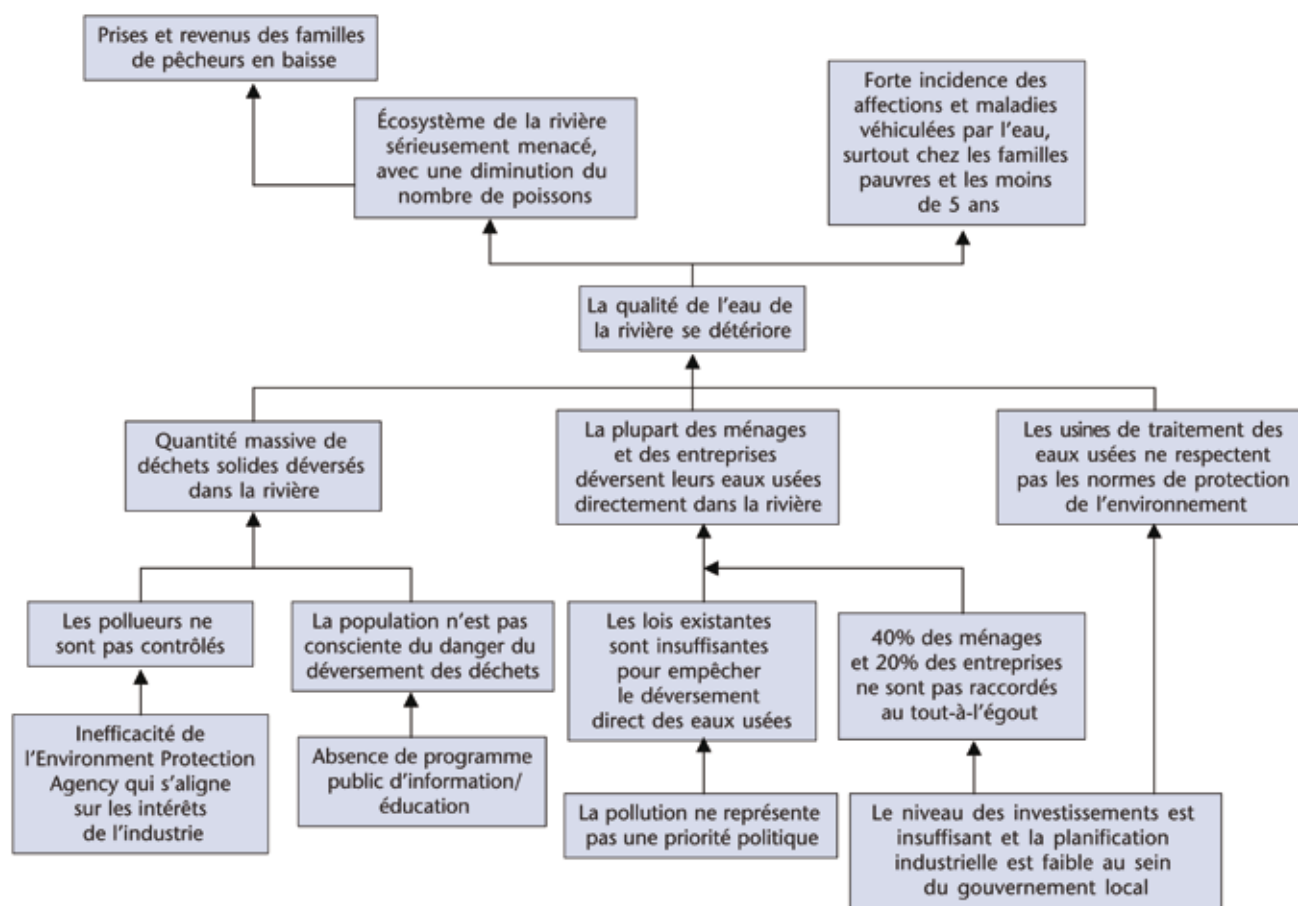 Prises et revenus des familles
de pêcheurs en baisse
Forte incidence des
affections et maladies
véhiculées par l'eau,
surtout chez les familles
pauvres et les moins
de 5 ans
Écosystème de la rivière
sérieusement menacé,
avec une diminution du
nombre de poissons
La qualité de l'eau de
la rivière se détériore
Quantité massive de
déchets solides déversés
dans la rivière
La plupart des ménages
et des entreprises
déversent leurs eaux usées
directement dans la rivière
Les usines de traitement des
eaux usées ne respectent
pas les normes de protection
de l'environnement
Les pollueurs ne
sont pas contrôlés
La population n'est pas
consciente du danger du
déversement des déchets
Les lois existantes
sont insuffisantes
pour empêcher
le déversement
direct des eaux usées
40% des ménages
et 20% des entreprises
ne sont pas raccordés
au tout-à-l'égout
Inefficacité de
l'Environment Protection
Agency qui s'aligne
sur les intérêts
de l'industrie
Absence de programme
public d'information/
éducation
La pollution ne représente
pas une priorité politique
Le niveau des investissements est
insuffisant et la planification
industrielle est faible au sein
du gouvernement local